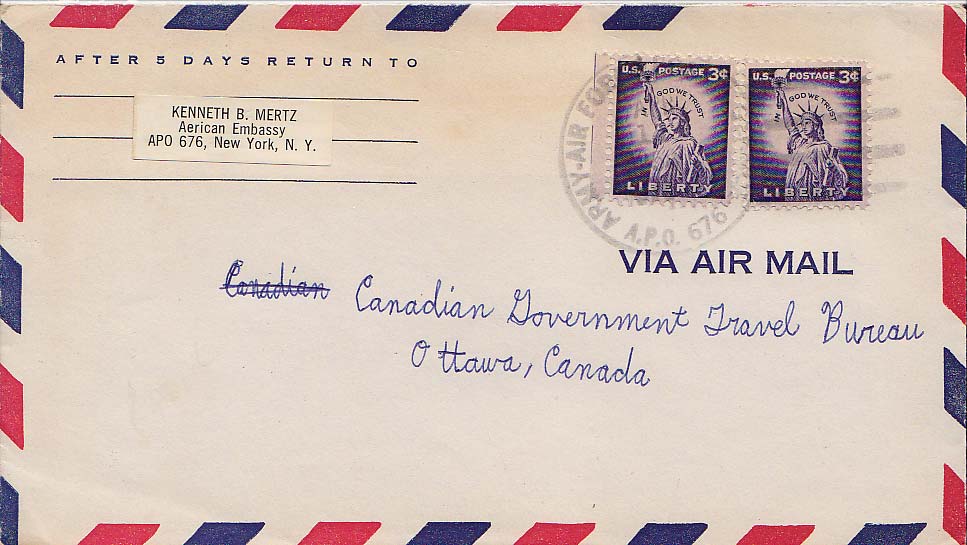 AFTER 5 DAYS RETURN TO
KENNETH B. MERTZ
Aerican Embassy
APO 676, New York, N. Y.
U.S. POSTAGE 3¢
IN GOD WE TRUST
LIBERTY
U.S. POSTAGE 3¢
IN GOD WE TRUST
LIBERTY
ARMY-AIR FOR
A.P.O. 676
VIA AIR MAIL
Canadian Canadian Government Travel Bureau
Ottawa, Canada